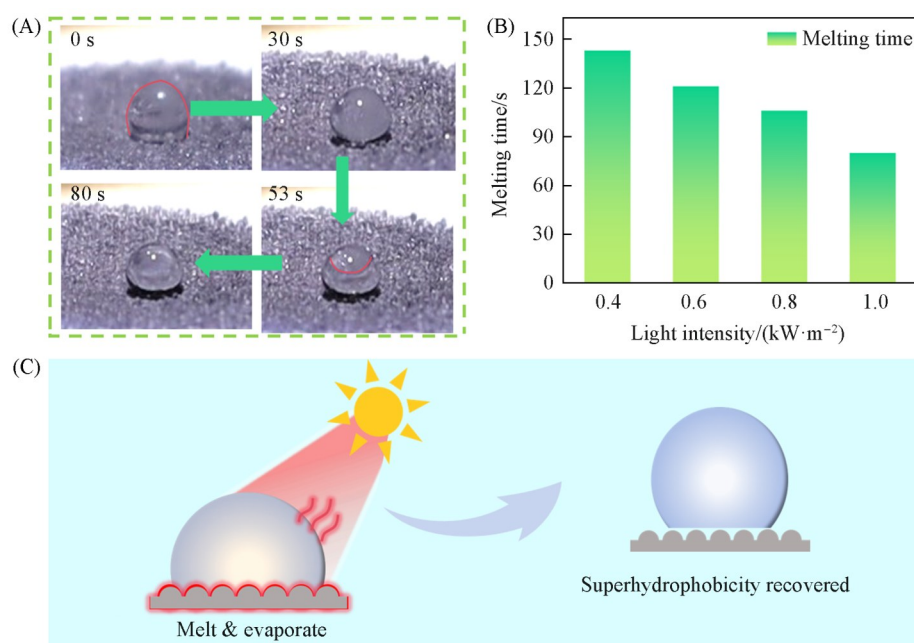 (A)
0 s
30 s
80 s
53 s
(B)
Melting time/s
150
120
90
60
30
0
Melting time
0.4 0.6 0.8 1.0
Light intensity/(kW·m⁻²)
(C)
Melt & evaporate
Superhydrophobicity recovered